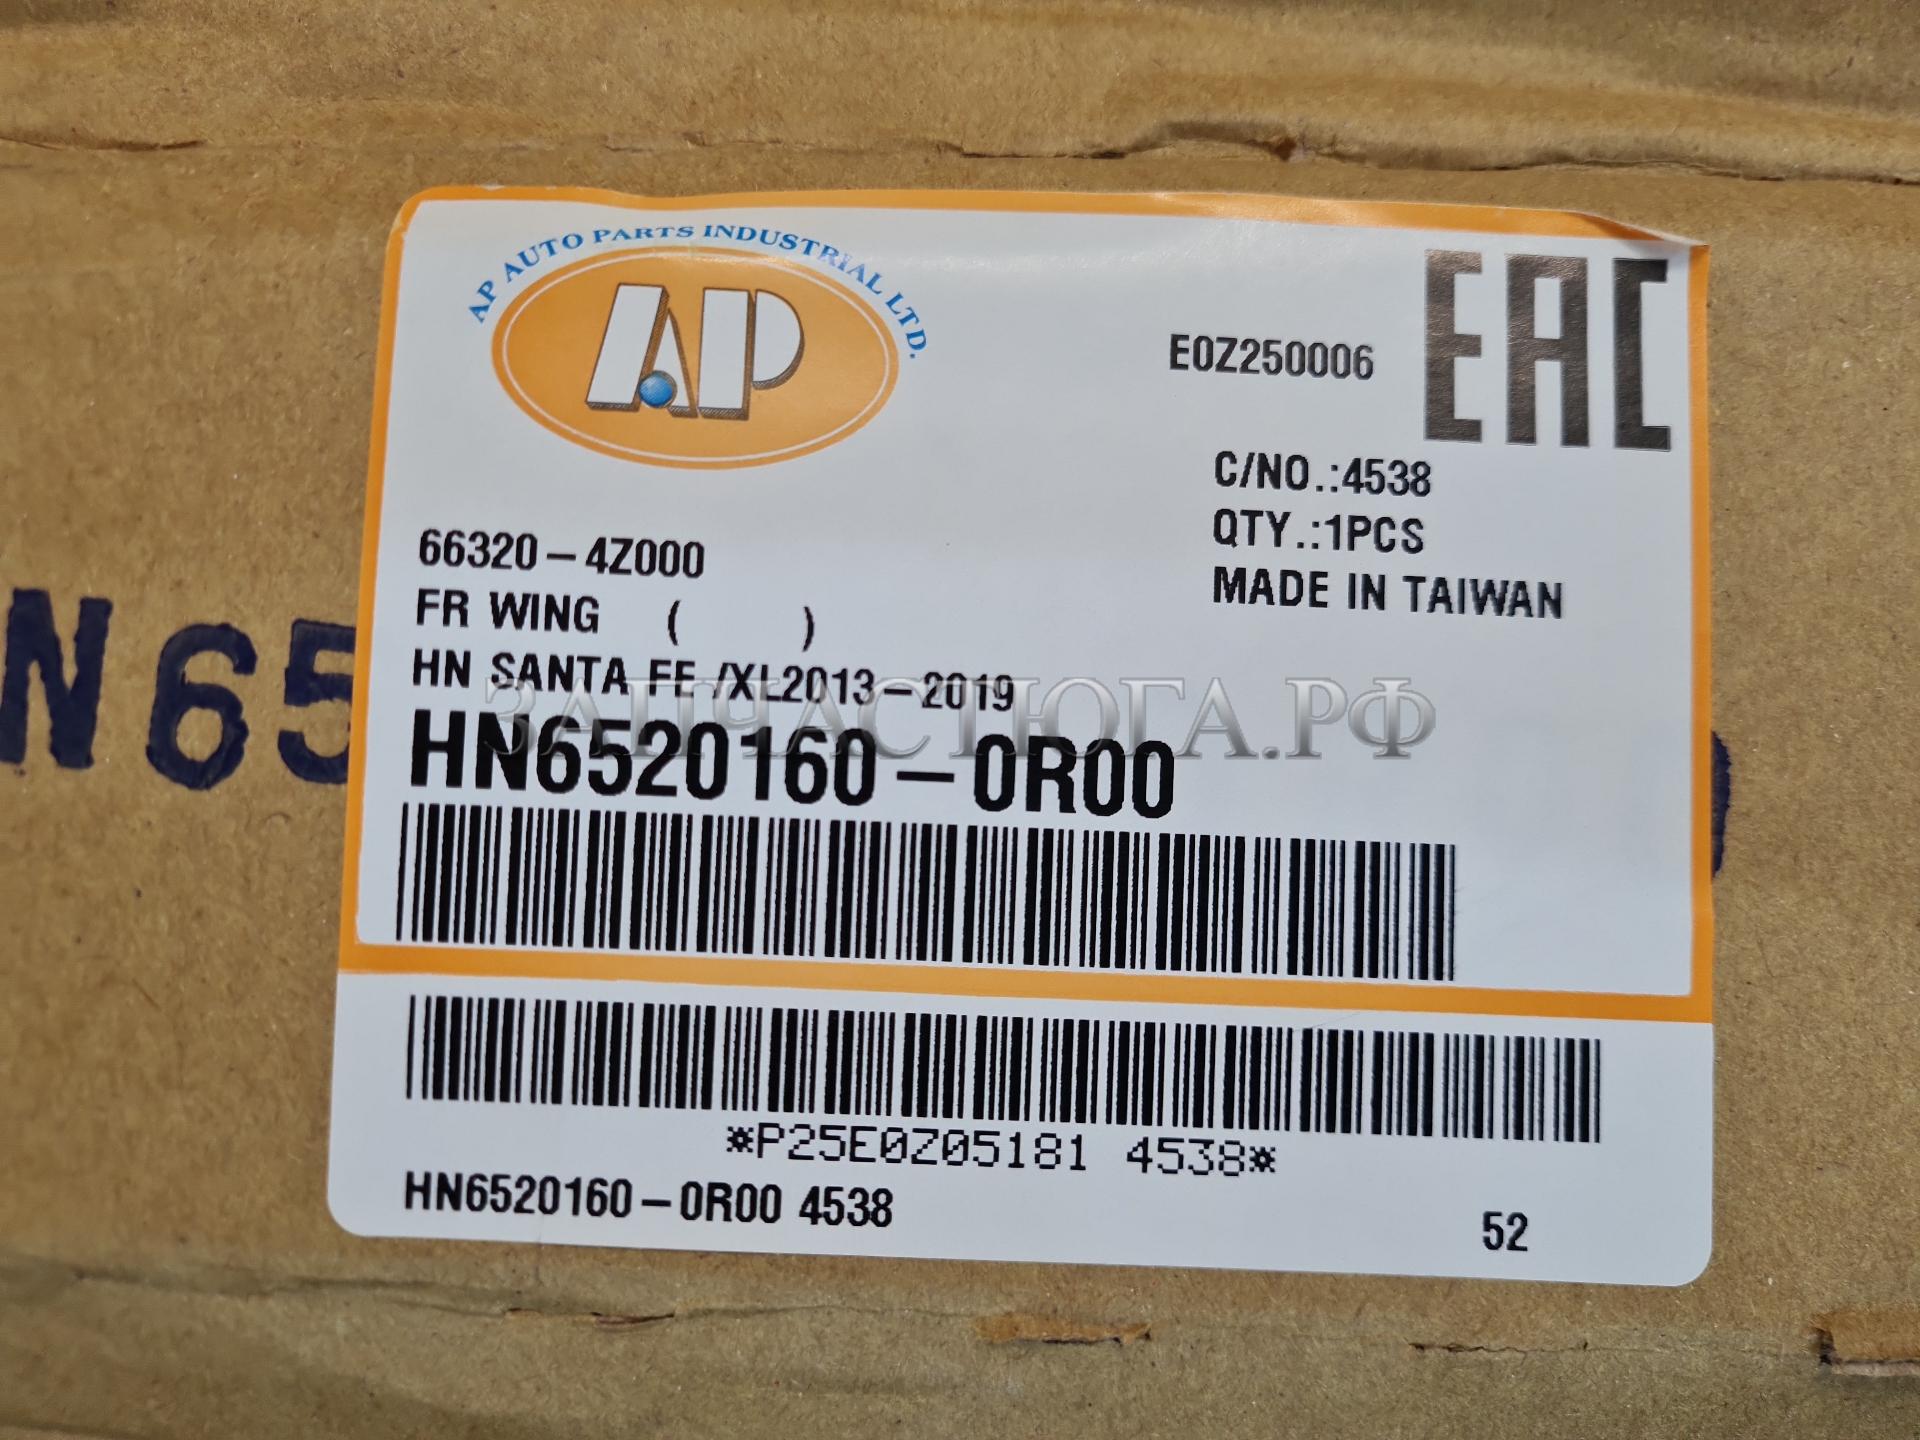 AP AUTO PARTS INDUSTRIAL LTD.
AP
EAC
E0Z250006
C/NO.:4538
QTY.:1PCS
MADE IN TAIWAN
66320-4Z000
FR WING ( )
HN SANTA FE /XL2013-2019
ЗАПЧАСТЮГА.РФ
N65
HN6520160-0R00
*P25E0Z05181 4538*
HN6520160-0R00 4538
52